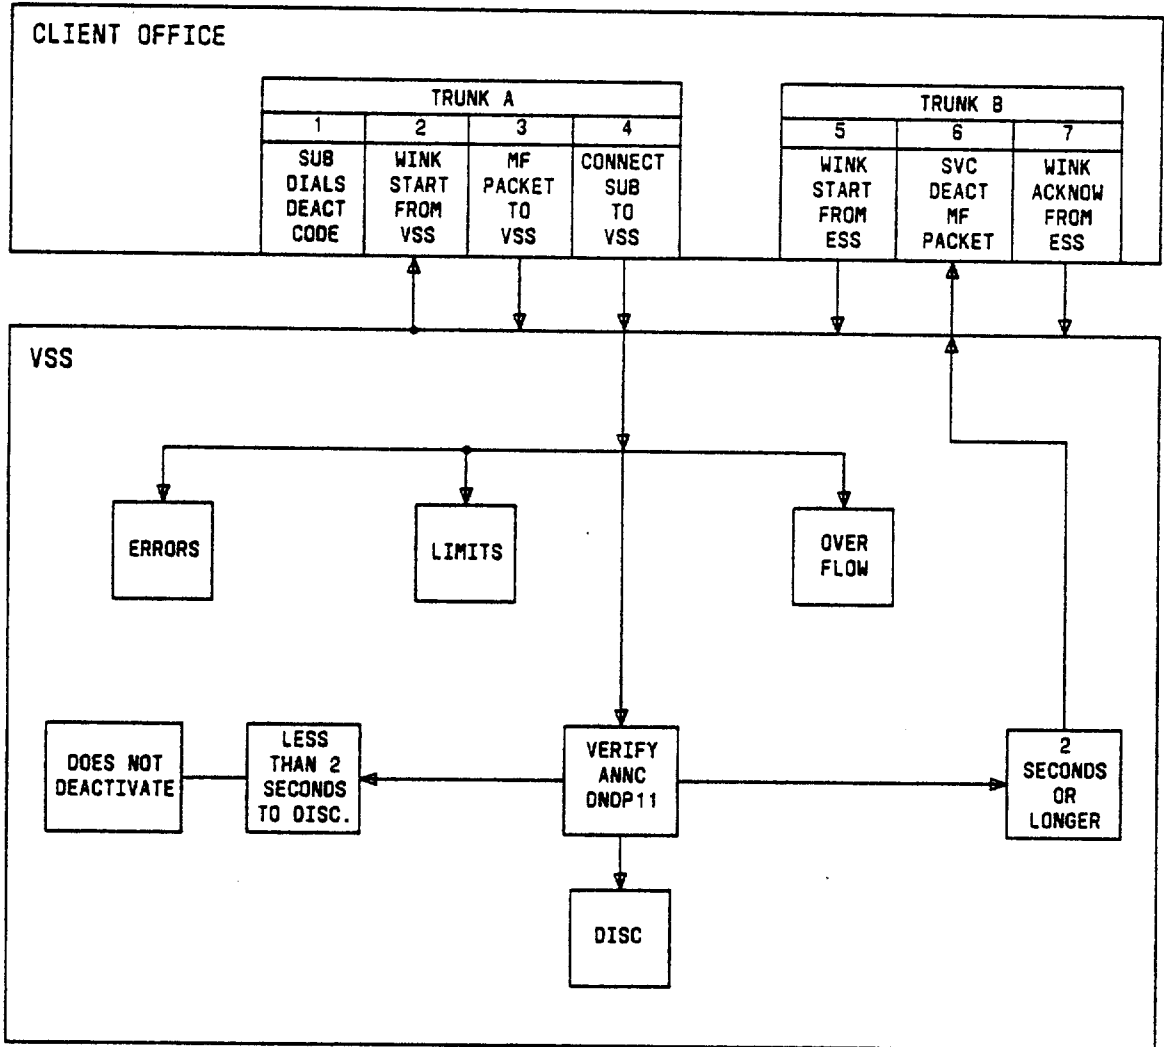 CLIENT OFFICE
TRUNK A
1
SUB
DIALS
DEACT
CODE
2
WINK
START
FROM
VSS
3
MF
PACKET
TO
VSS
4
CONNECT
SUB
TO
VSS
TRUNK B
5
WINK
START
FROM
ESS
6
SVC
DEACT
MF
PACKET
7
WINK
ACKNOW
FROM
ESS
VSS
ERRORS
LIMITS
OVER
FLOW
DOES NOT
DEACTIVATE
LESS
THAN 2
SECONDS
TO DISC.
VERIFY
ANNC
DNDP11
2
SECONDS
OR
LONGER
DISC